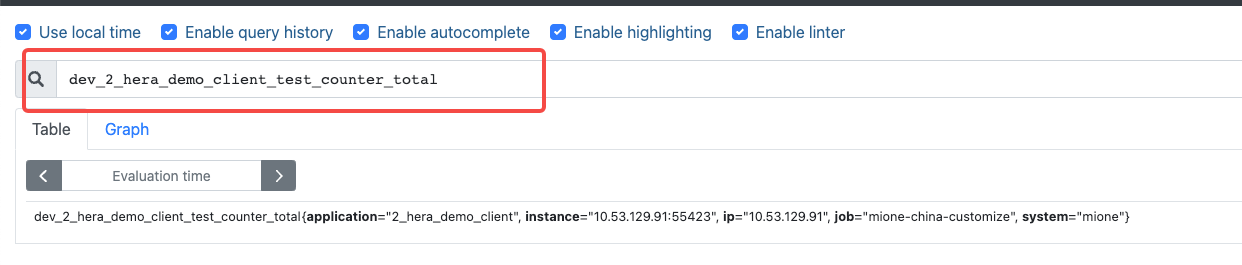 Use local time Enable query history Enable autocomplete Enable highlighting Enable linter
dev_2_hera_demo_client_test_counter_total
Table Graph
Evaluation time
dev_2_hera_demo_client_test_counter_total{application="2_hera_demo_client", instance="10.53.129.91:55423", ip="10.53.129.91", job="mione-china-customize", system="mione"}